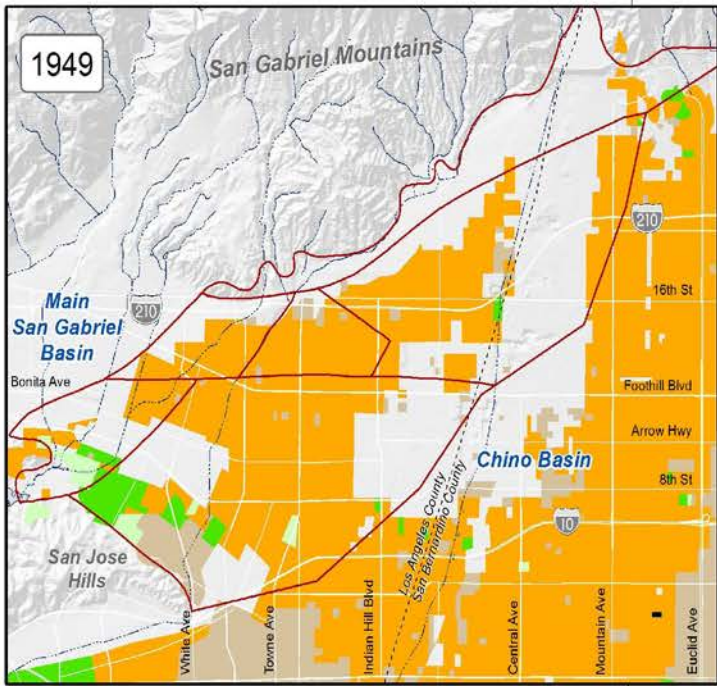 1949
San Gabriel Mountains
210
16th St
Main
San Gabriel
Basin
210
Bonita Ave
Foothill Blvd
Arrow Hwy
Chino Basin
8th St
10
San Jose
Hills
Los Angeles County
San Bernardino County
White Ave
Towne Ave
Indian Hill Blvd
Central Ave
Mountain Ave
Euclid Ave